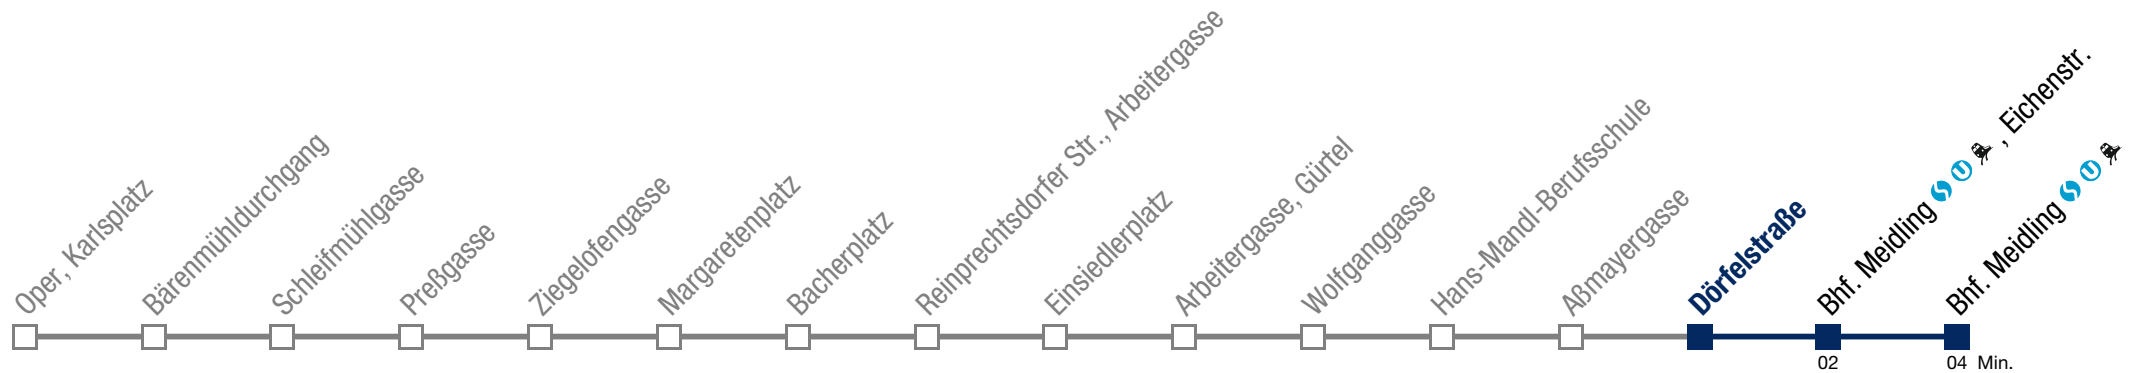 Oper, Karlsplatz
Bärenmühldurchgang
Schleifmühlgasse
Preßgasse
Ziegelofengasse
Margaretenplatz
Bacherplatz
Reinprechtsdorfer Str., Arbeitergasse
Einsiedlerplatz
Arbeitergasse, Gürtel
Wolfganggasse
Hans-Mandl-Berufsschule
Aßmayergasse
Dörfelstraße
Bhf. Meidling S U , Eichenstr.
Bhf. Meidling S U
02
04 Min.